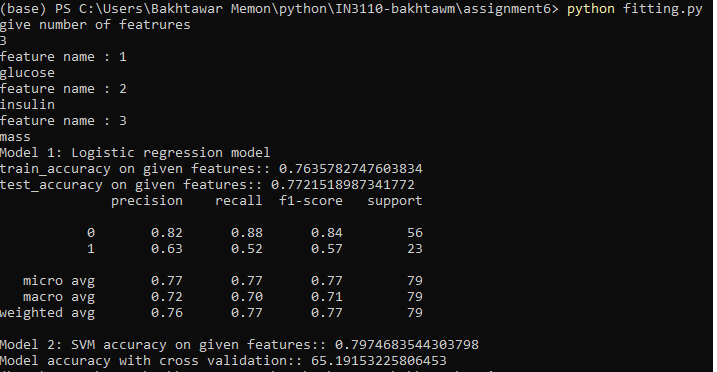 (base) PS C:\Users\Bakhtawar Memon\python\IN3110-bakhtawm\assignment6> python fitting.py
give number of featrures
3
feature name : 1
glucose
feature name : 2
insulin
feature name : 3
mass
Model 1: Logistic regression model
train_accuracy on given features:: 0.7635782747603834
test_accuracy on given features:: 0.7721518987341772
precision recall f1-score support
0 0.82 0.88 0.84 56
1 0.63 0.52 0.57 23
micro avg 0.77 0.77 0.77 79
macro avg 0.72 0.70 0.71 79
weighted avg 0.76 0.77 0.77 79
Model 2: SVM accuracy on given features:: 0.7974683544303798
Model accuracy with cross validation:: 65.19153225806453